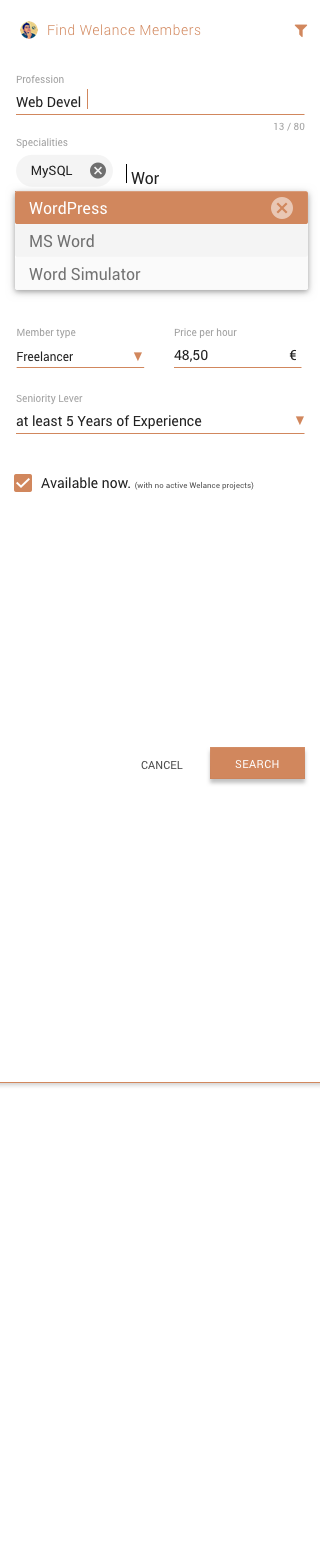 Find Welance Members
Profession
Web Devel
13 / 80
Specialities
MySQL
Wor
WordPress
MS Word
Word Simulator
Member type
Price per hour
Freelancer
48,50 €
Seniority Lever
at least 5 Years of Experience
Available now. (with no active Welance projects)
CANCEL
SEARCH